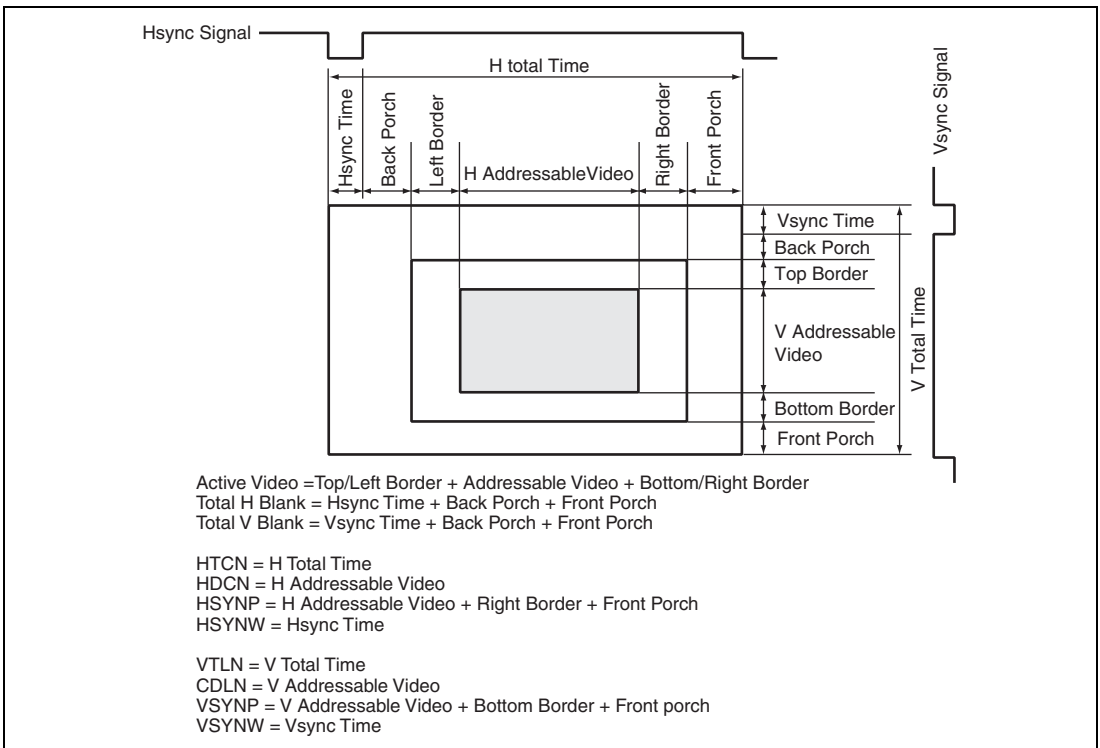 Hsync Signal
H total Time
Hsync Time
Back Porch
Left Border
H AddressableVideo
Right Border
Front Porch
Vsync Signal
Vsync Time
Back Porch
Top Border
V Addressable
Video
Bottom Border
Front Porch
V Total Time
Active Video =Top/Left Border + Addressable Video + Bottom/Right Border
Total H Blank = Hsync Time + Back Porch + Front Porch
Total V Blank = Vsync Time + Back Porch + Front Porch
HTCN = H Total Time
HDCN = H Addressable Video
HSYNP = H Addressable Video + Right Border + Front Porch
HSYNW = Hsync Time
VTLN = V Total Time
CDLN = V Addressable Video
VSYNP = V Addressable Video + Bottom Border + Front porch
VSYNW = Vsync Time